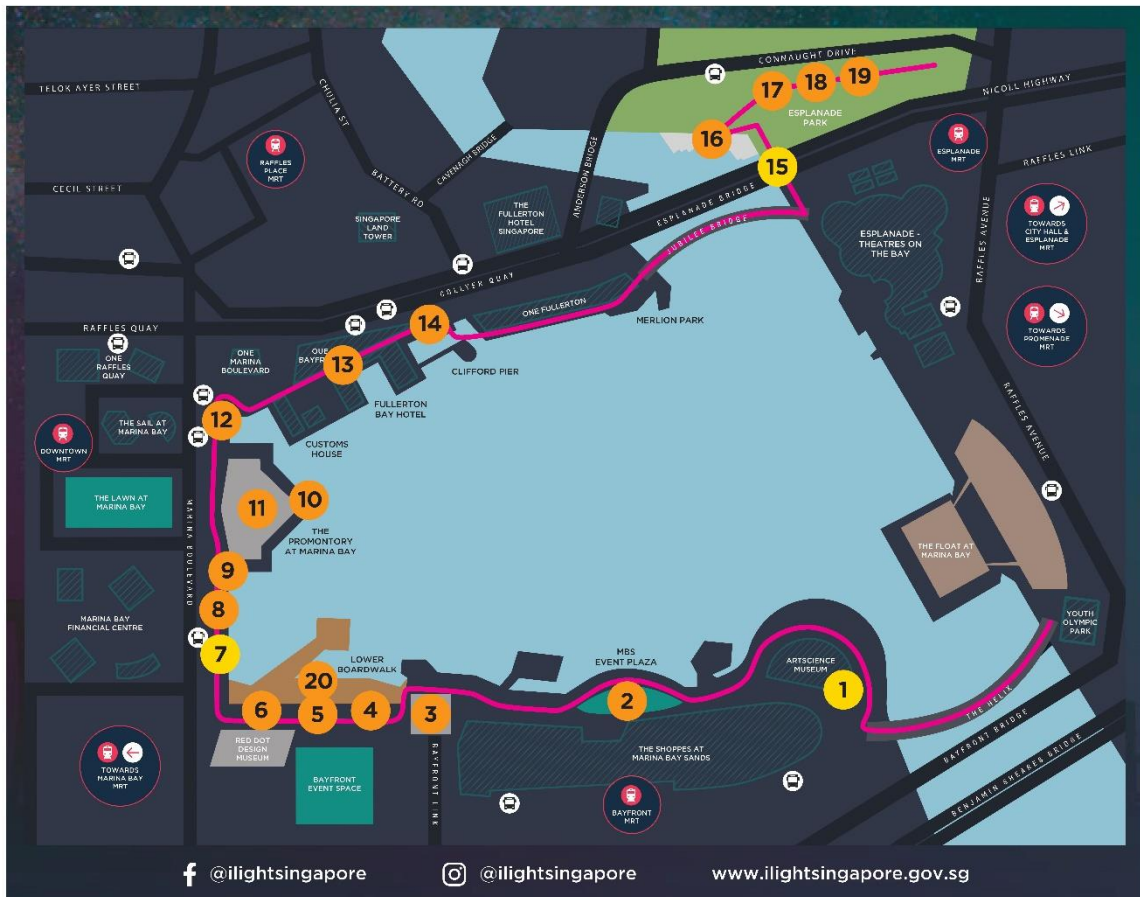 CONNAUGHT DRIVE
TELOK AYER STREET
CHULIA ST
19
18
17
NICOLL HIGHWAY
ESPLANADE
PARK
16
RAFFLES
PLACE
MRT
CAVENAGH BRIDGE
ANDERSON BRIDGE
ESPLANADE
MRT
RAFFLES LINK
15
CECIL STREET
BATTERY RD
THE
FULLERTON
HOTEL
SINGAPORE
SINGAPORE
LAND
TOWER
ESPLANADE BRIDGE
JUBILEE BRIDGE
ESPLANADE -
THEATRES ON
THE BAY
RAFFLES AVENUE
TOWARDS
CITY HALL &
ESPLANADE
MRT
COLLYER QUAY
ONE FULLERTON
MERLION PARK
TOWARDS
PROMENADE
MRT
RAFFLES QUAY
14
ONE
RAFFLES
QUAY
ONE
MARINA
BOULEVARD
13
CLIFFORD PIER
FULLERTON
BAY HOTEL
RAFFLES AVENUE
12
THE SAIL AT
MARINA BAY
CUSTOMS
HOUSE
DOWNTOWN
MRT
THE LAWN AT
MARINA BAY
MARINA BOULEVARD
11
10
THE
PROMONTORY
AT MARINA BAY
THE FLOAT AT
MARINA BAY
9
8
MARINA BAY
FINANCIAL CENTRE
YOUTH
OLYMPIC
PARK
7
LOWER
BOARDWALK
MBS
EVENT PLAZA
ARTSCIENCE
MUSEUM
20
1
6
5
4
3
2
THE HELIX
BAYFRONT BRIDGE
BENJAMIN SHEARES BRIDGE
RED DOT
DESIGN
MUSEUM
BAYFRONT LINK
THE SHOPPES AT
MARINA BAY SANDS
TOWARDS
MARINA BAY
MRT
BAYFRONT
EVENT SPACE
BAYFRONT
MRT
@ilightsingapore
@ilightsingapore
www.ilightsingapore.gov.sg